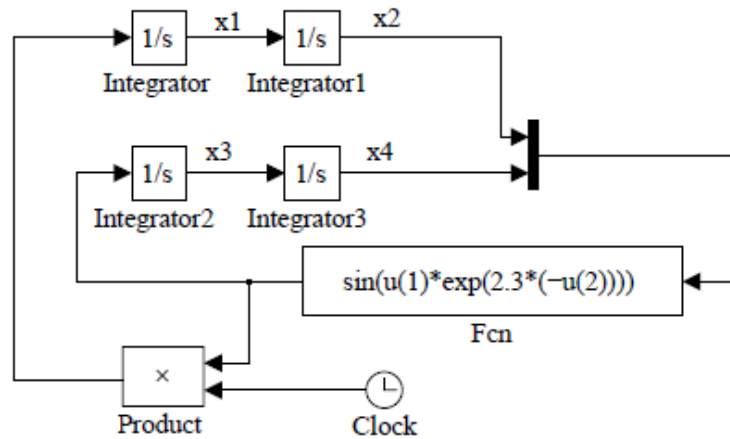 1/s
x1
1/s
x2
Integrator
Integrator1
1/s
x3
1/s
x4
Integrator2
Integrator3
sin(u(1)*exp(2.3*(−u(2))))
Fcn
×
Product
Clock